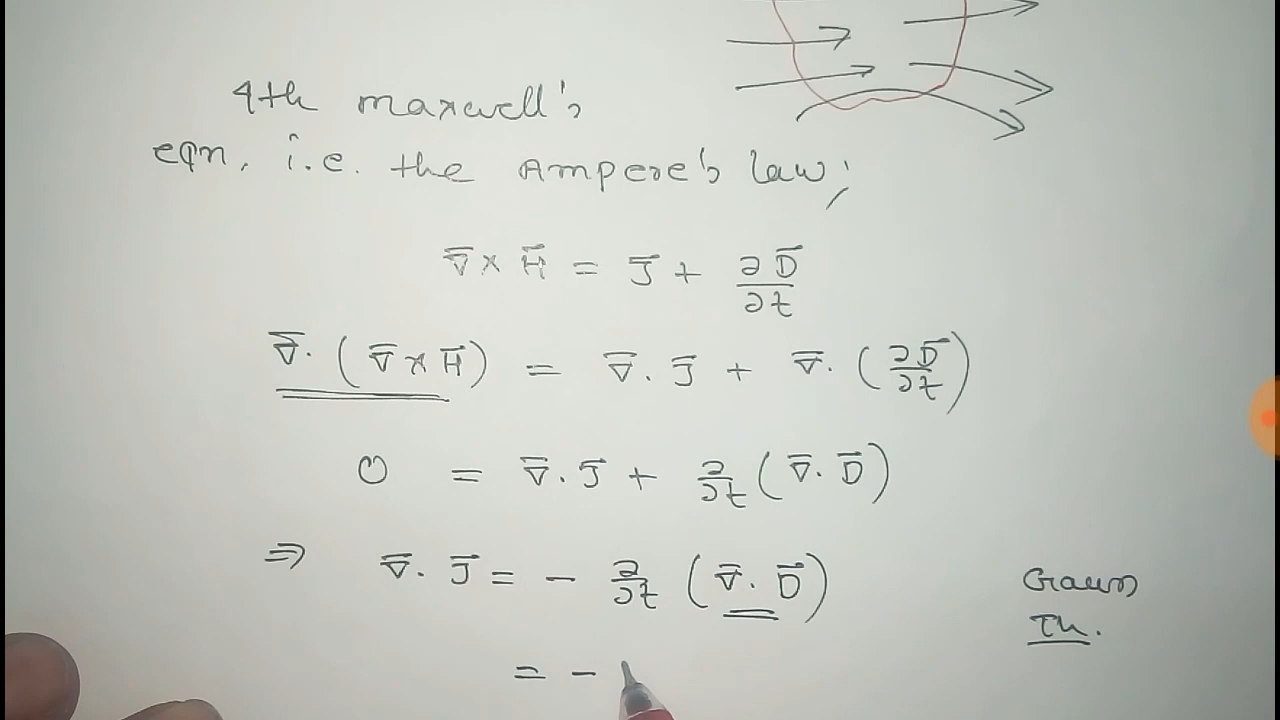 4th maxwell's
eqn, i.e. the Ampere's law;
∇̄ × H̄ = J̄ + ∂D̄/∂t
∇̄. (∇̄ × H̄) = ∇̄. J̄ + ∇̄. (∂D̄/∂t)
0 = ∇̄. J̄ + ∂/∂t (∇̄. D̄)
⇒ ∇̄. J̄ = - ∂/∂t (∇̄. D̄)
Gauss
Th.
= -